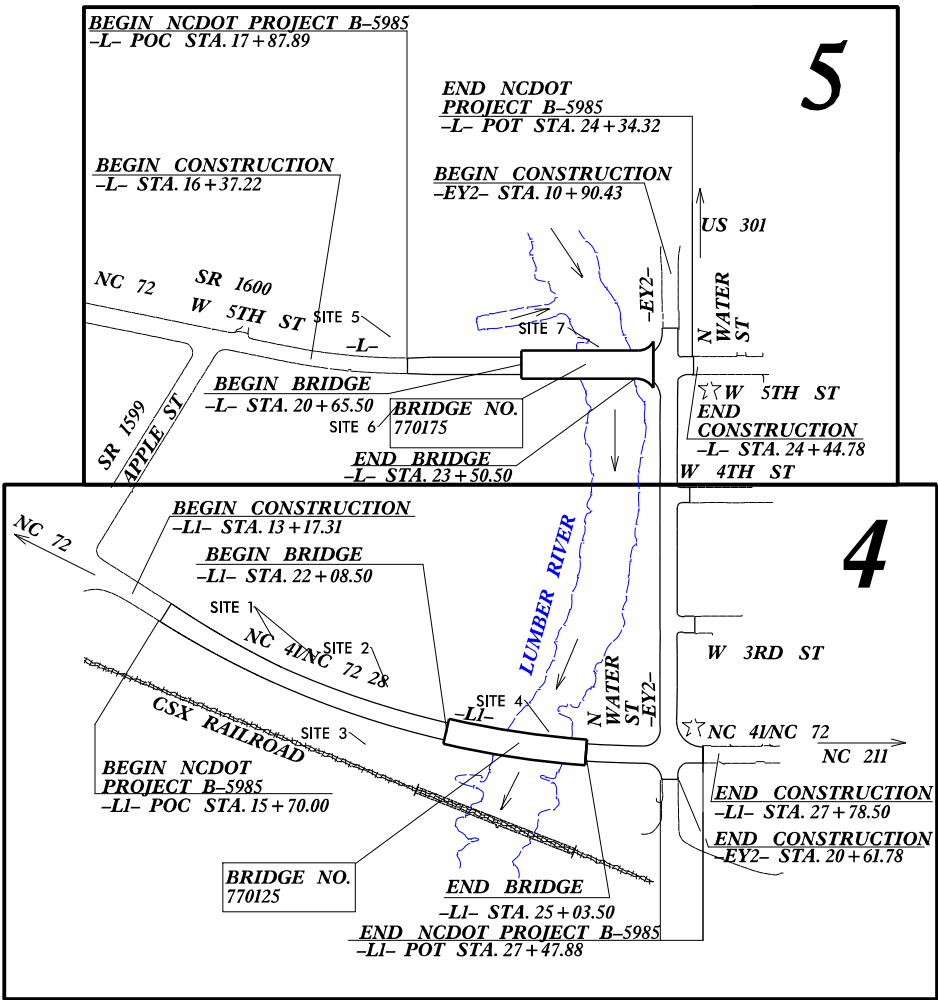 BEGIN NCDOT PROJECT B–5985
–L– POC STA. 17+87.89
5
END NCDOT
PROJECT B–5985
–L– POT STA. 24+34.32
BEGIN CONSTRUCTION
–L– STA. 16+37.22
BEGIN CONSTRUCTION
–EY2– STA. 10+90.43
US 301
NC 72
SR 1600
W 5TH ST
SITE 5
–L–
–EY2–
SITE 7
N
WATER
ST
BEGIN BRIDGE
–L– STA. 20+65.50
SITE 6
BRIDGE NO.
770175
W 5TH ST
END
CONSTRUCTION
–L– STA. 24+44.78
SR 1599
APPLE ST
END BRIDGE
–L– STA. 23+50.50
W 4TH ST
NC 72
BEGIN CONSTRUCTION
–L1– STA. 13+17.31
BEGIN BRIDGE
–L1– STA. 22+08.50
4
LUMBER RIVER
SITE 1
NC 41/NC 72
28
SITE 2
W 3RD ST
CSX RAILROAD
SITE 3
–L1–
SITE 4
N
WATER
ST
–EY2–
NC 41/NC 72
NC 211
BEGIN NCDOT
PROJECT B–5985
–L1– POC STA. 15+70.00
END CONSTRUCTION
–L1– STA. 27+78.50
END CONSTRUCTION
–EY2– STA. 20+61.78
BRIDGE NO.
770125
END BRIDGE
–L1– STA. 25+03.50
END NCDOT PROJECT B–5985
–L1– POT STA. 27+47.88